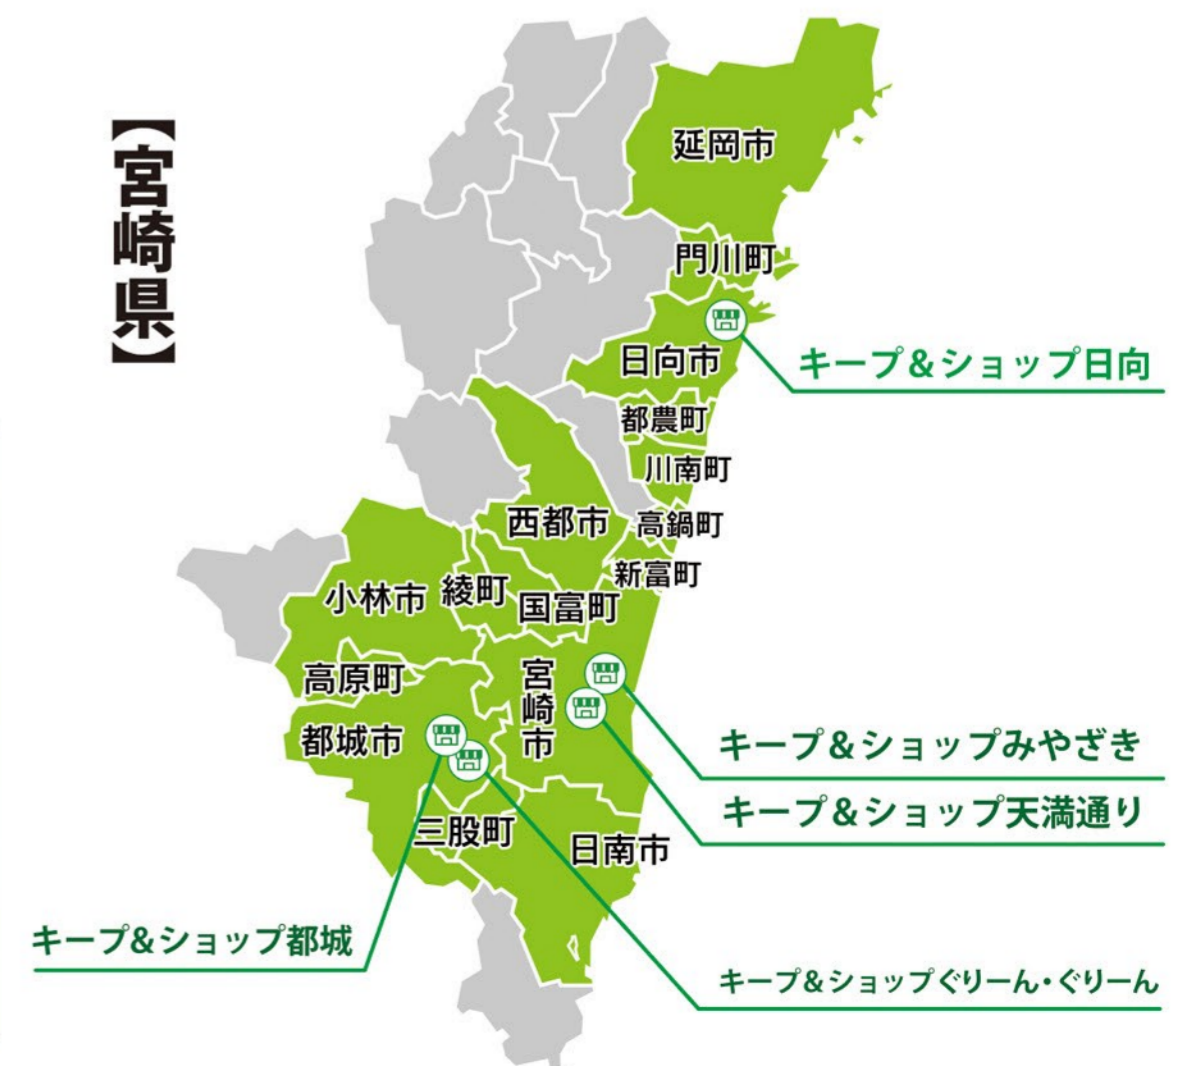 【宮崎県】
延岡市
門川町
日向市
キープ&ショップ日向
都農町
川南町
西都市
高鍋町
新富町
小林市
綾町
国富町
高原町
宮崎市
都城市
キープ&ショップみやざき
キープ&ショップ天満通り
三股町
日南市
キープ&ショップ都城
キープ&ショップぐりーん・ぐりーん